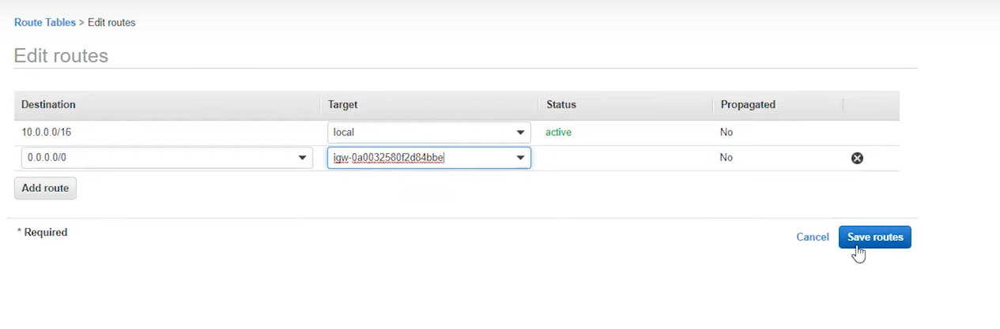 Route Tables > Edit routes
Edit routes
Destination Target Status Propagated
10.0.0.0/16 local active No
0.0.0.0/0 igw-0a0032580f2d84bbe No
Add route
* Required
Cancel Save routes